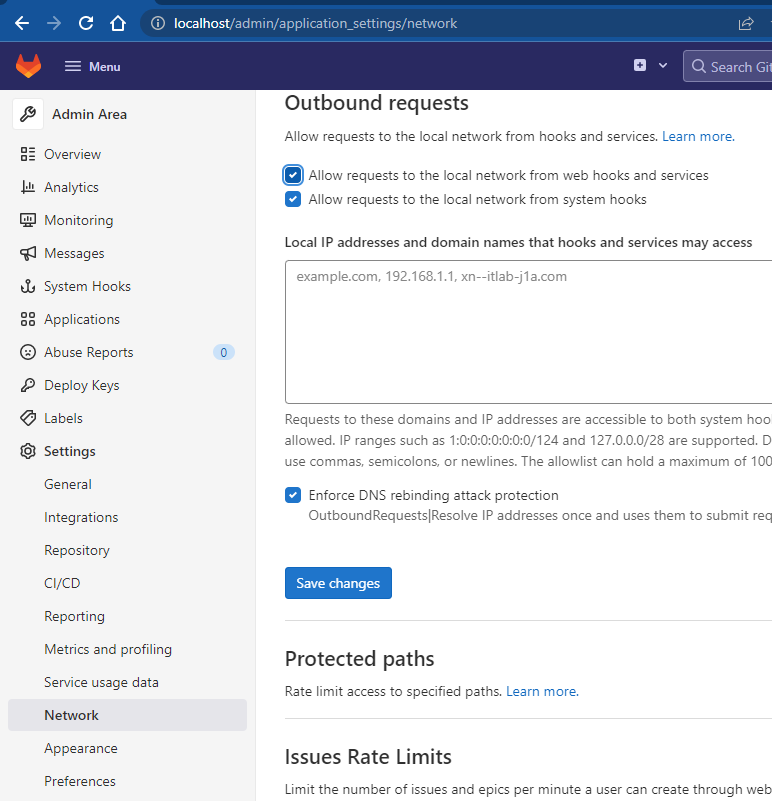 localhost/admin/application_settings/network
Menu
Search Git
Admin Area
Overview
Analytics
Monitoring
Messages
System Hooks
Applications
Abuse Reports
0
Deploy Keys
Labels
Settings
General
Integrations
Repository
CI/CD
Reporting
Metrics and profiling
Service usage data
Network
Appearance
Preferences
Outbound requests
Allow requests to the local network from hooks and services. Learn more.
Allow requests to the local network from web hooks and services
Allow requests to the local network from system hooks
Local IP addresses and domain names that hooks and services may access
example.com, 192.168.1.1, xn--itlab-j1a.com
Requests to these domains and IP addresses are accessible to both system hoo
allowed. IP ranges such as 1:0:0:0:0:0:0:0/124 and 127.0.0.0/28 are supported. D
use commas, semicolons, or newlines. The allowlist can hold a maximum of 100
Enforce DNS rebinding attack protection
OutboundRequests|Resolve IP addresses once and uses them to submit req
Save changes
Protected paths
Rate limit access to specified paths. Learn more.
Issues Rate Limits
Limit the number of issues and epics per minute a user can create through web